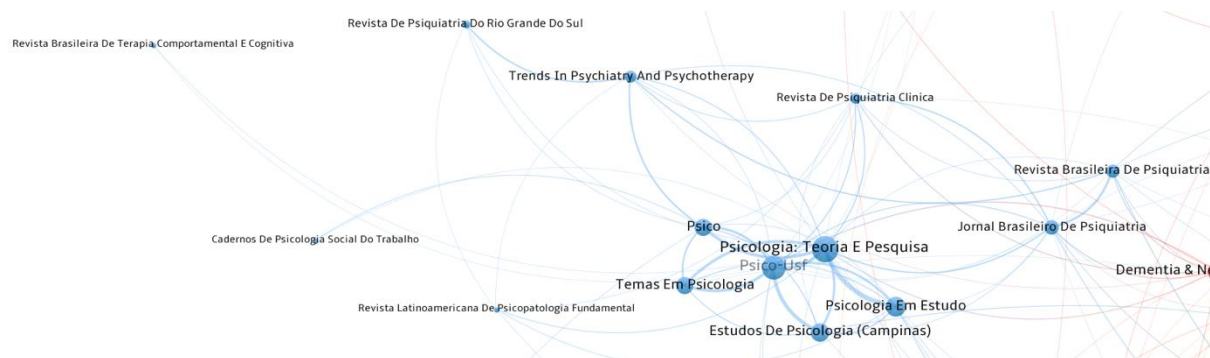 Revista De Psiquiatria Do Rio Grande Do Sul
Revista Brasileira De Terapia Comportamental E Cognitiva
Trends In Psychiatry And Psychotherapy
Revista De Psiquiatria Clinica
Revista Brasileira De Psiquiatria
Psico
Jornal Brasileiro De Psiquiatria
Cadernos De Psicologia Social Do Trabalho
Psicologia: Teoria E Pesquisa
Psico-Usf
Dementia & Ne
Temas Em Psicologia
Revista Latinoamericana De Psicopatologia Fundamental
Psicologia Em Estudo
Estudos De Psicologia (Campinas)